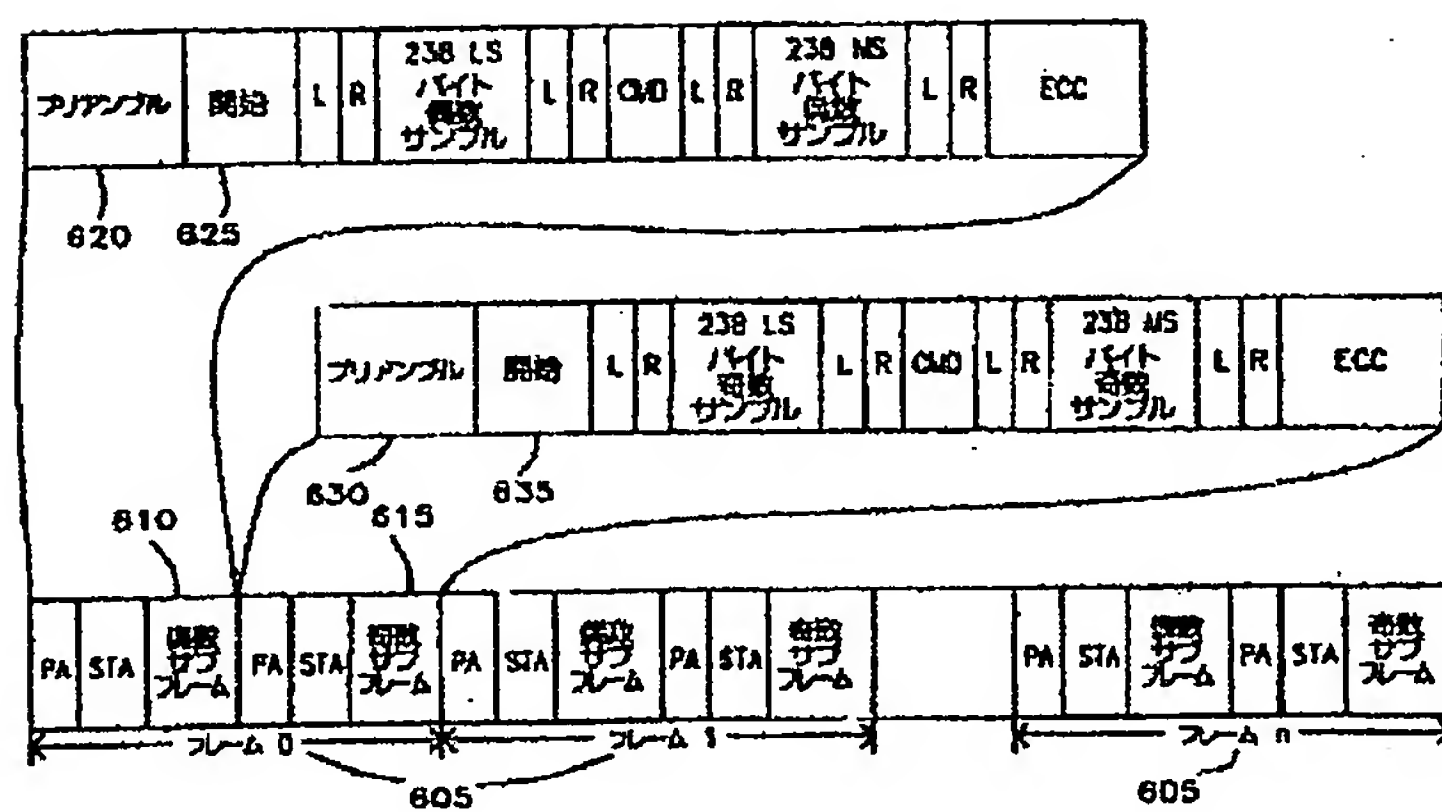 プリアンブル 開始 L R 238 LS バイト 偶数 サンプル L R CMD L R 238 MS バイト 偶数 サンプル L R ECC
620 625
プリアンブル 開始 L R 238 LS バイト 奇数 サンプル L R CMD L R 238 MS バイト 奇数 サンプル L R ECC
630 635
610 615
PA STA 偶数 サブ フレーム PA STA 奇数 サブ フレーム PA STA 偶数 サブ フレーム PA STA 奇数 サブ フレーム PA STA 偶数 サブ フレーム PA STA 奇数 サブ フレーム
フレーム 0 フレーム 1 フレーム n
605 605